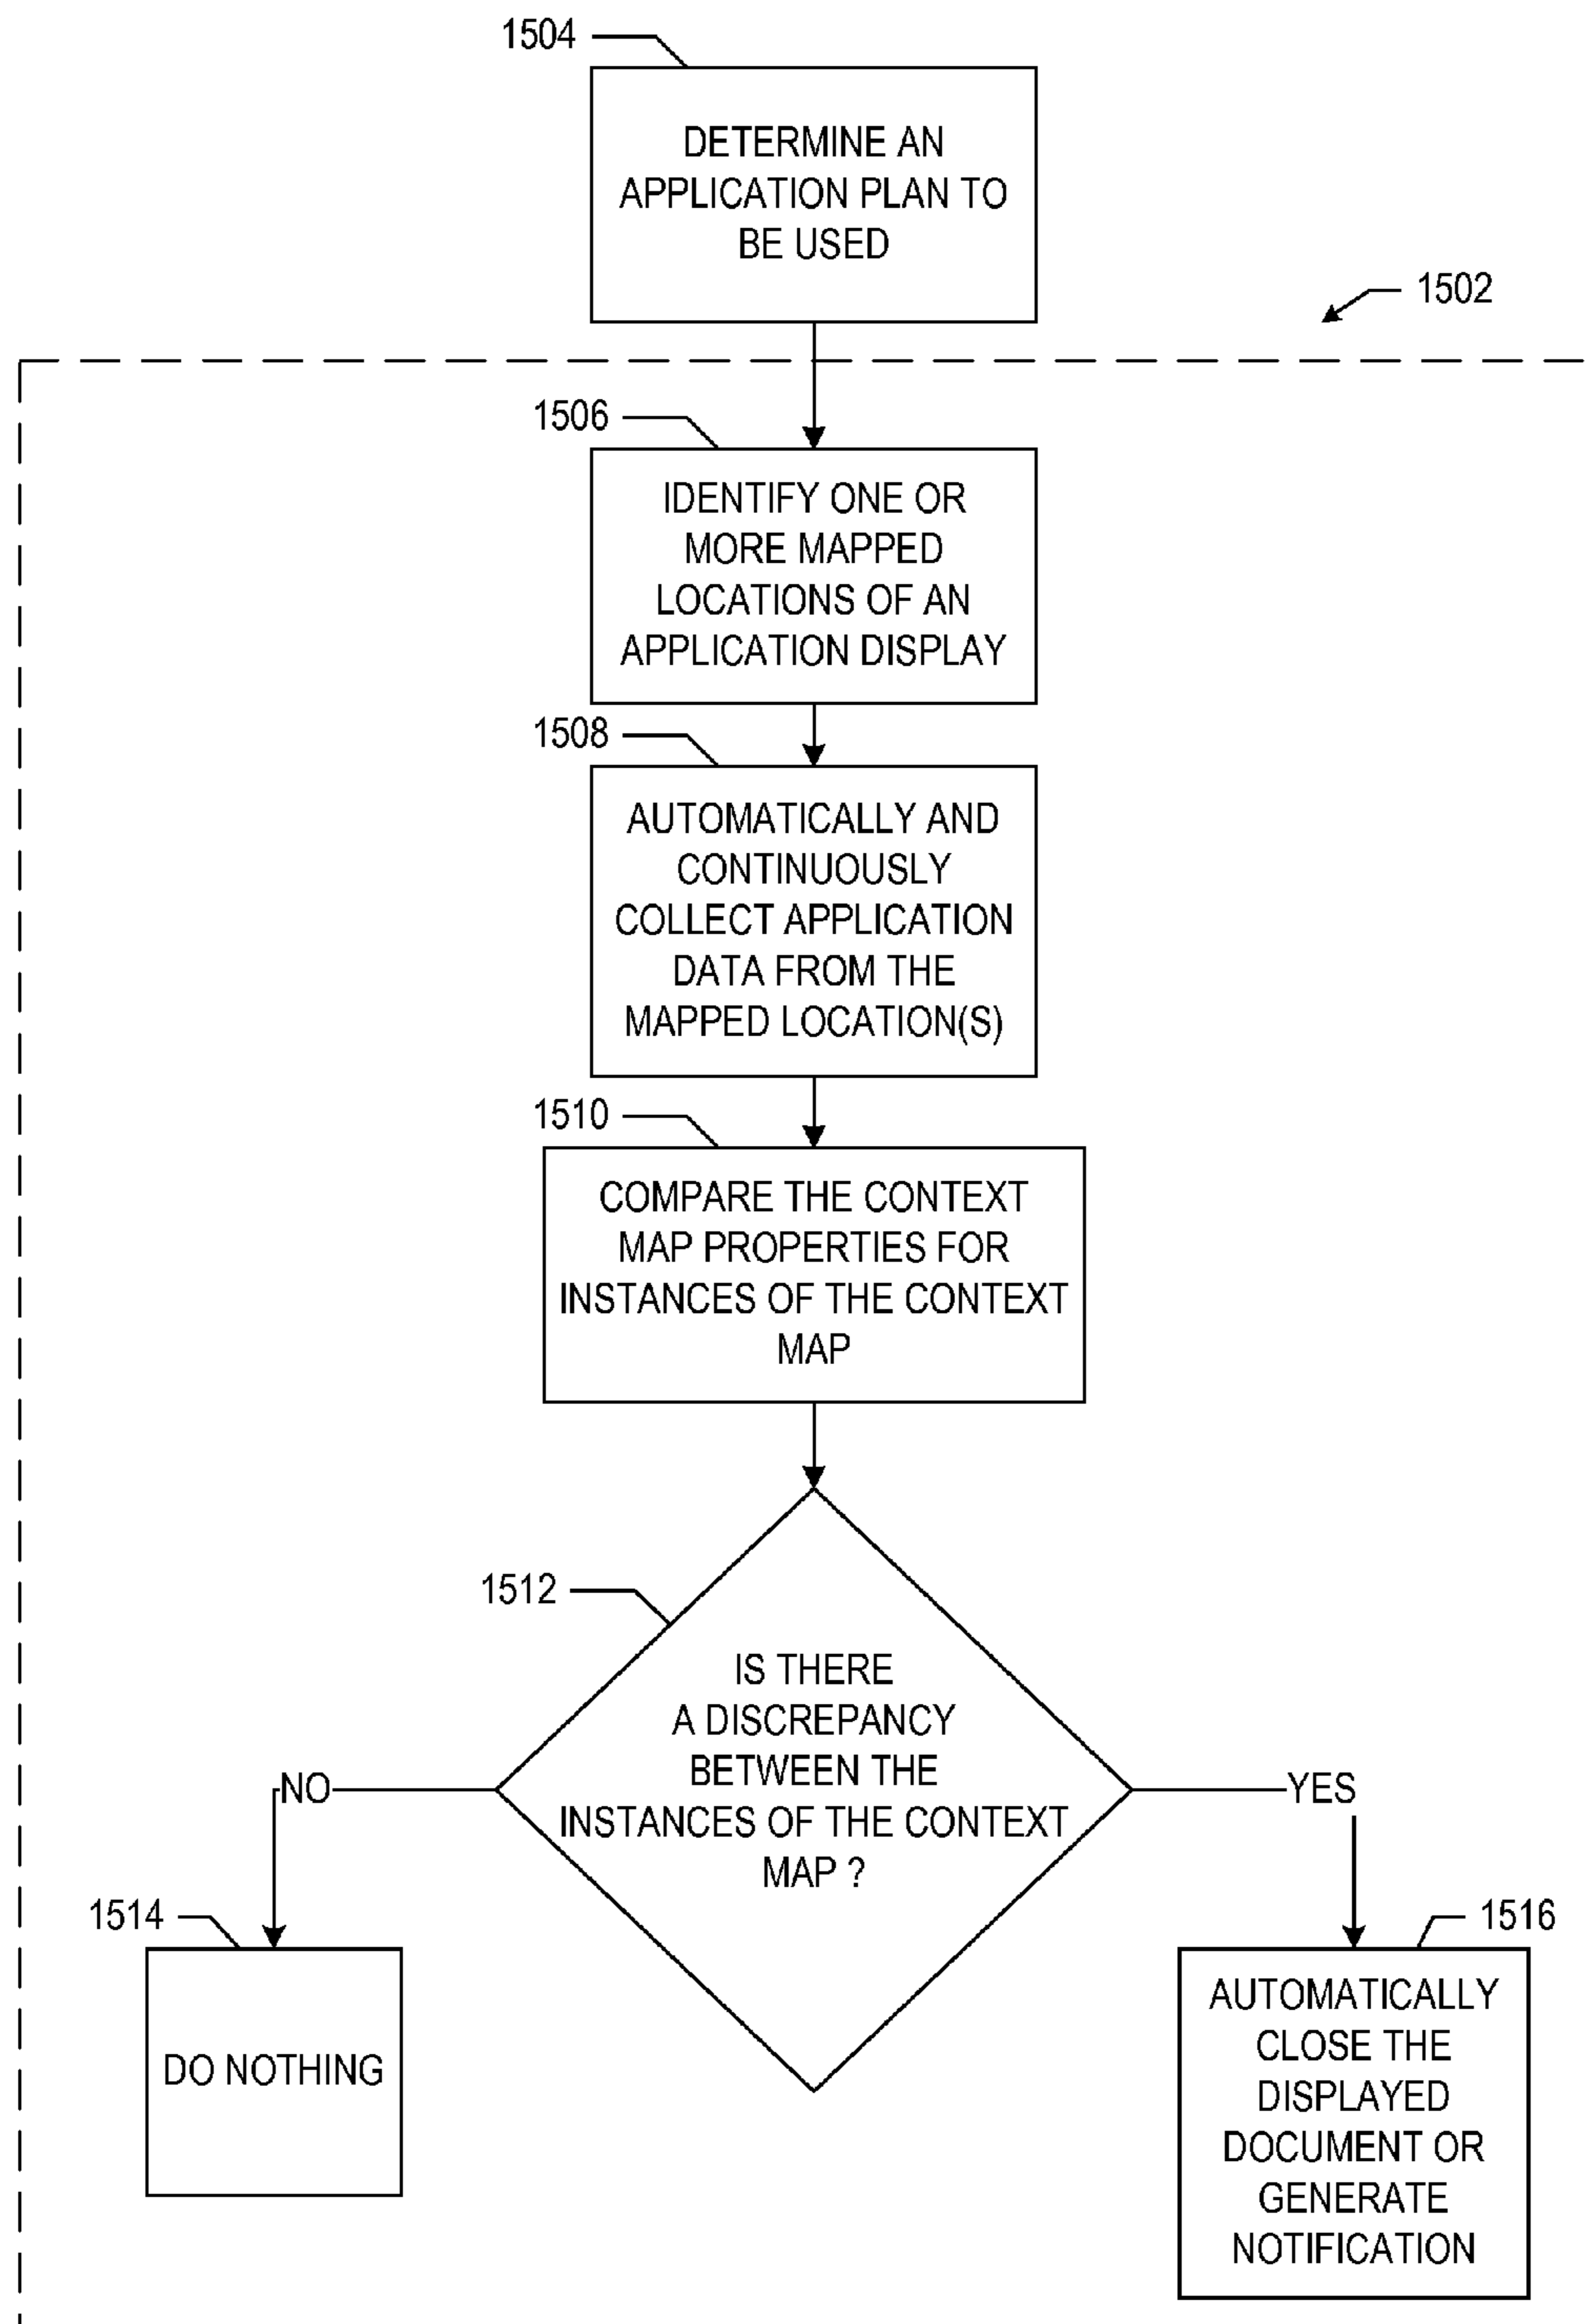 1504
DETERMINE AN
APPLICATION PLAN TO
BE USED
1502
1506
IDENTIFY ONE OR
MORE MAPPED
LOCATIONS OF AN
APPLICATION DISPLAY
1508
AUTOMATICALLY AND
CONTINUOUSLY
COLLECT APPLICATION
DATA FROM THE
MAPPED LOCATION(S)
1510
COMPARE THE CONTEXT
MAP PROPERTIES FOR
INSTANCES OF THE CONTEXT
MAP
1512
IS THERE
A DISCREPANCY
BETWEEN THE
INSTANCES OF THE CONTEXT
MAP ?
NO
YES
1514
DO NOTHING
1516
AUTOMATICALLY
CLOSE THE
DISPLAYED
DOCUMENT OR
GENERATE
NOTIFICATION